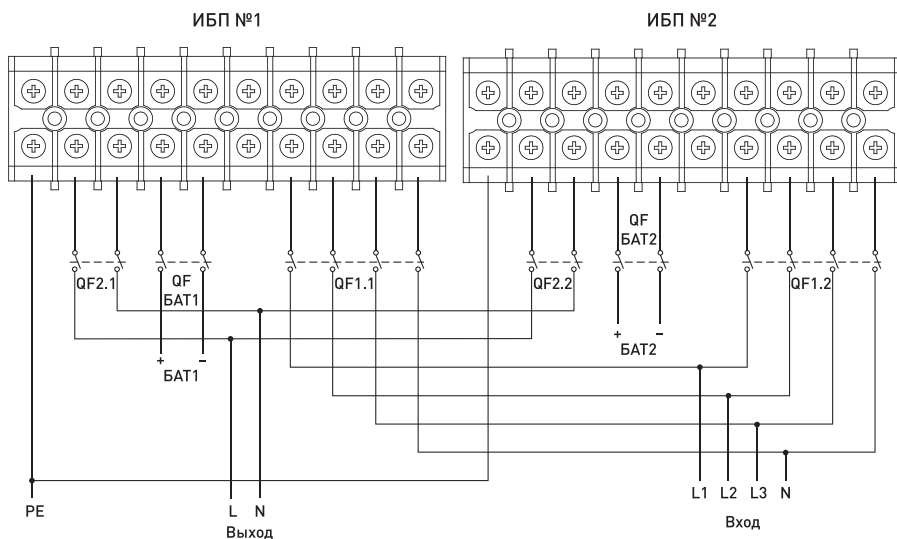 ИБП №1
ИБП №2
QF2.1
QF
БАТ1
QF1.1
QF2.2
QF
БАТ2
QF1.2
+
−
БАТ1
+
−
БАТ2
PE
L
N
Выход
L1
L2
L3
N
Вход